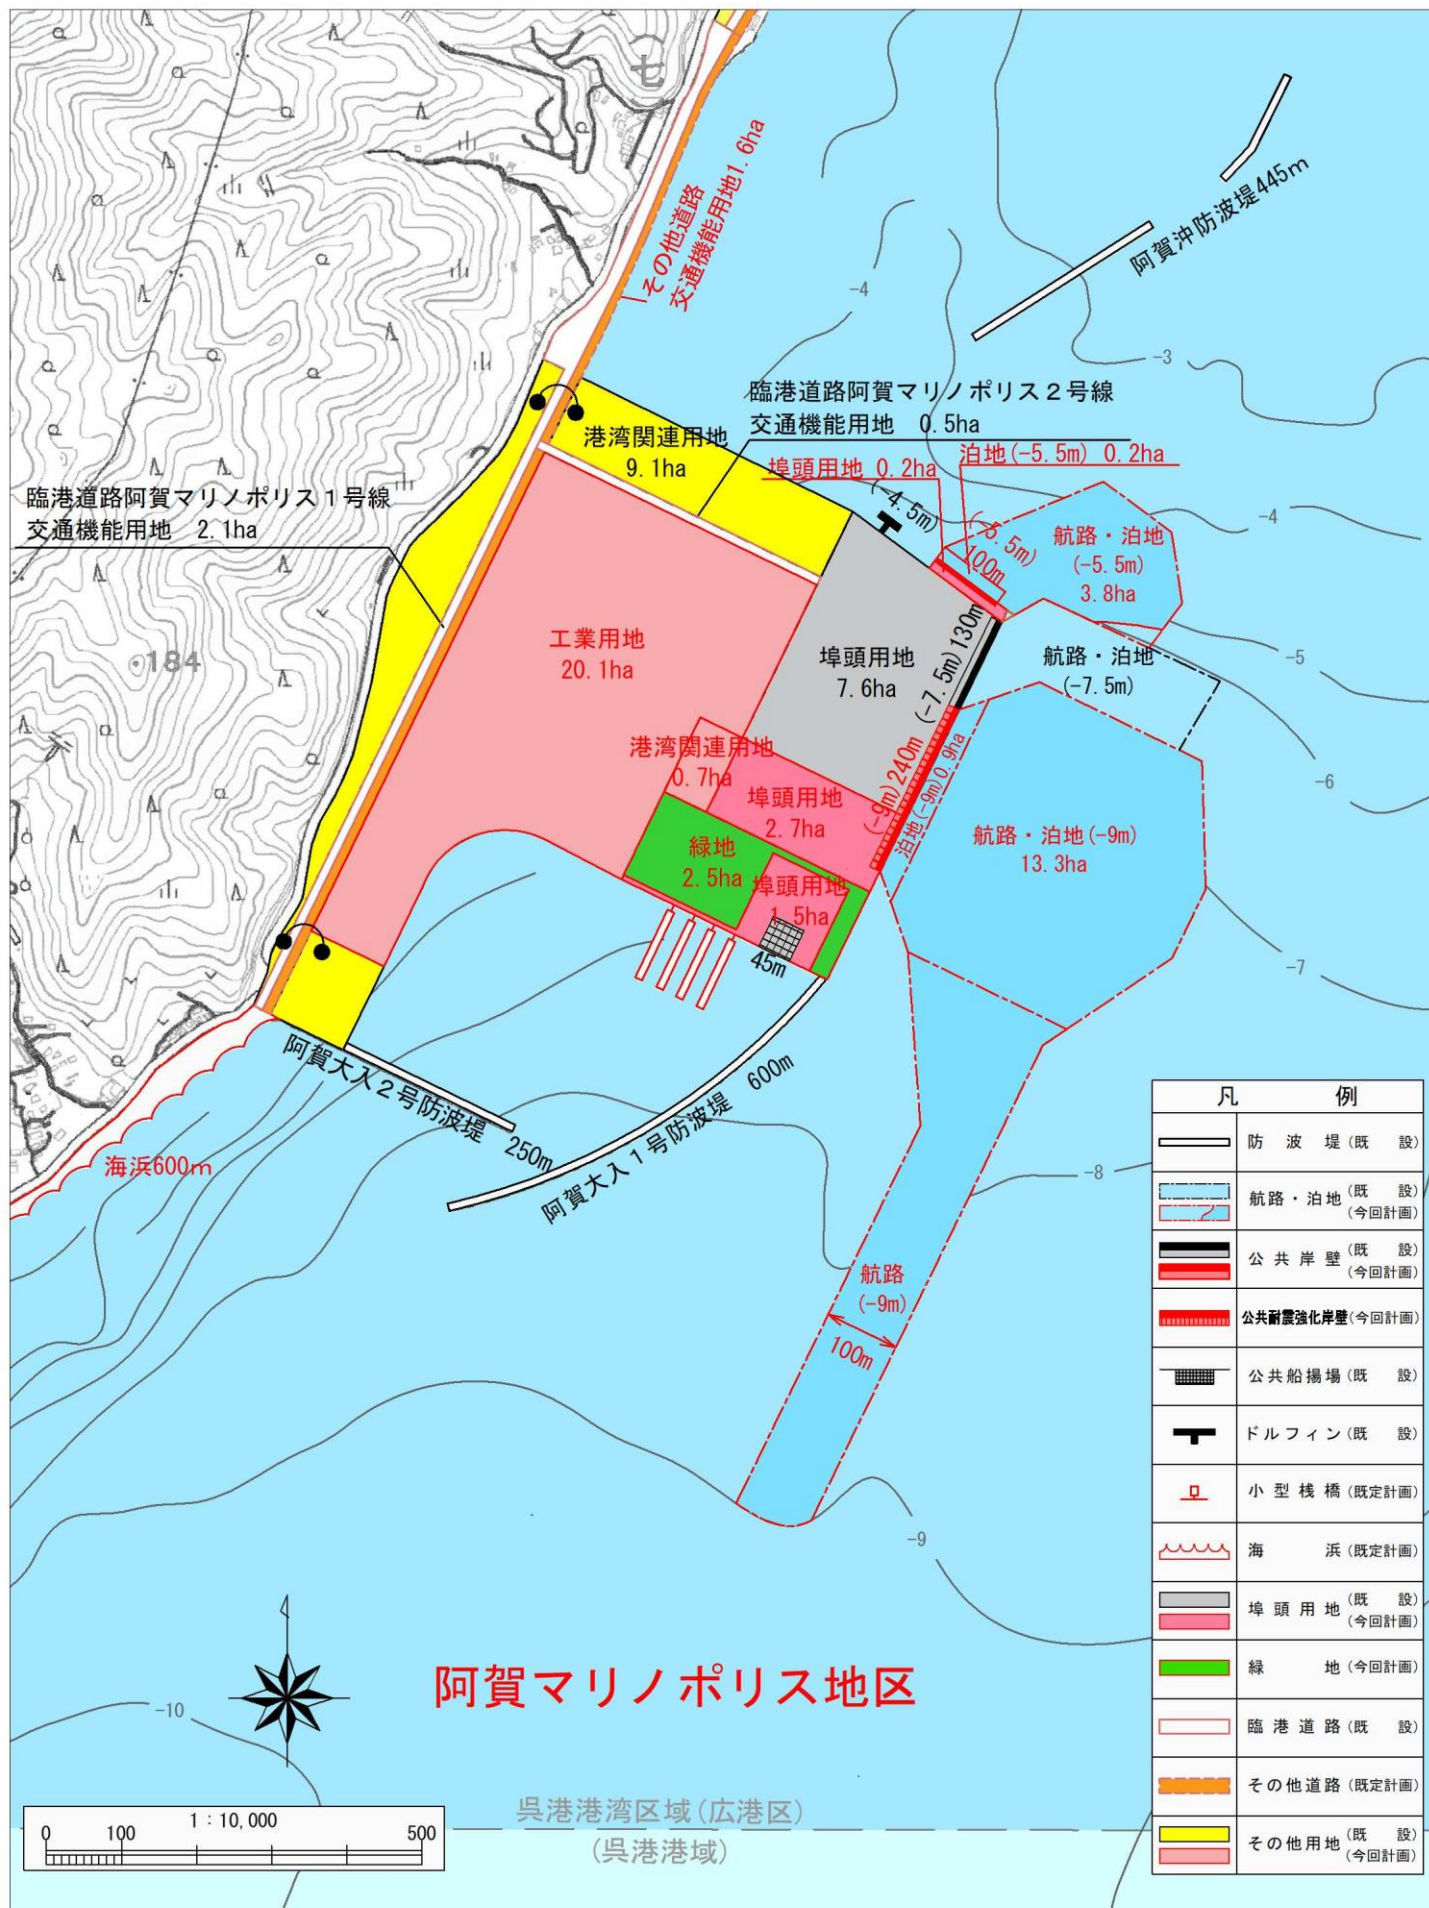 その他道路
交通機能用地1.6ha
阿賀沖防波堤445m
-4
-3
臨港道路阿賀マリノポリス２号線
交通機能用地　0.5ha
港湾関連用地
9.1ha
埠頭用地 0.2ha
泊地(-5.5m) 0.2ha
臨港道路阿賀マリノポリス１号線
交通機能用地　2.1ha
(-4.5m)
(-5.5m)
100m
航路・泊地
(-5.5m)
3.8ha
-4
工業用地
20.1ha
埠頭用地
7.6ha
(-7.5m)130m
航路・泊地
(-7.5m)
-5
184
港湾関連用地
0.7ha
埠頭用地
2.7ha
(-9m)240m
泊地(-9m)0.9ha
-6
航路・泊地(-9m)
13.3ha
緑地
2.5ha
埠頭用地
1.5ha
45m
-7
阿賀大入２号防波堤　250m
阿賀大入１号防波堤　600m
海浜600m
-8
航路
(-9m)
100m
-9
-10
阿賀マリノポリス地区
呉港港湾区域(広港区)
(呉港港域)
1：10,000
0 100 500
凡　例
防波堤(既設)
航路・泊地(既設)
(今回計画)
公共岸壁(既設)
(今回計画)
公共耐震強化岸壁(今回計画)
公共船揚場(既設)
ドルフィン(既設)
小型桟橋(既定計画)
海浜(既定計画)
埠頭用地(既設)
(今回計画)
緑地(今回計画)
臨港道路(既設)
その他道路(既定計画)
その他用地(既設)
(今回計画)